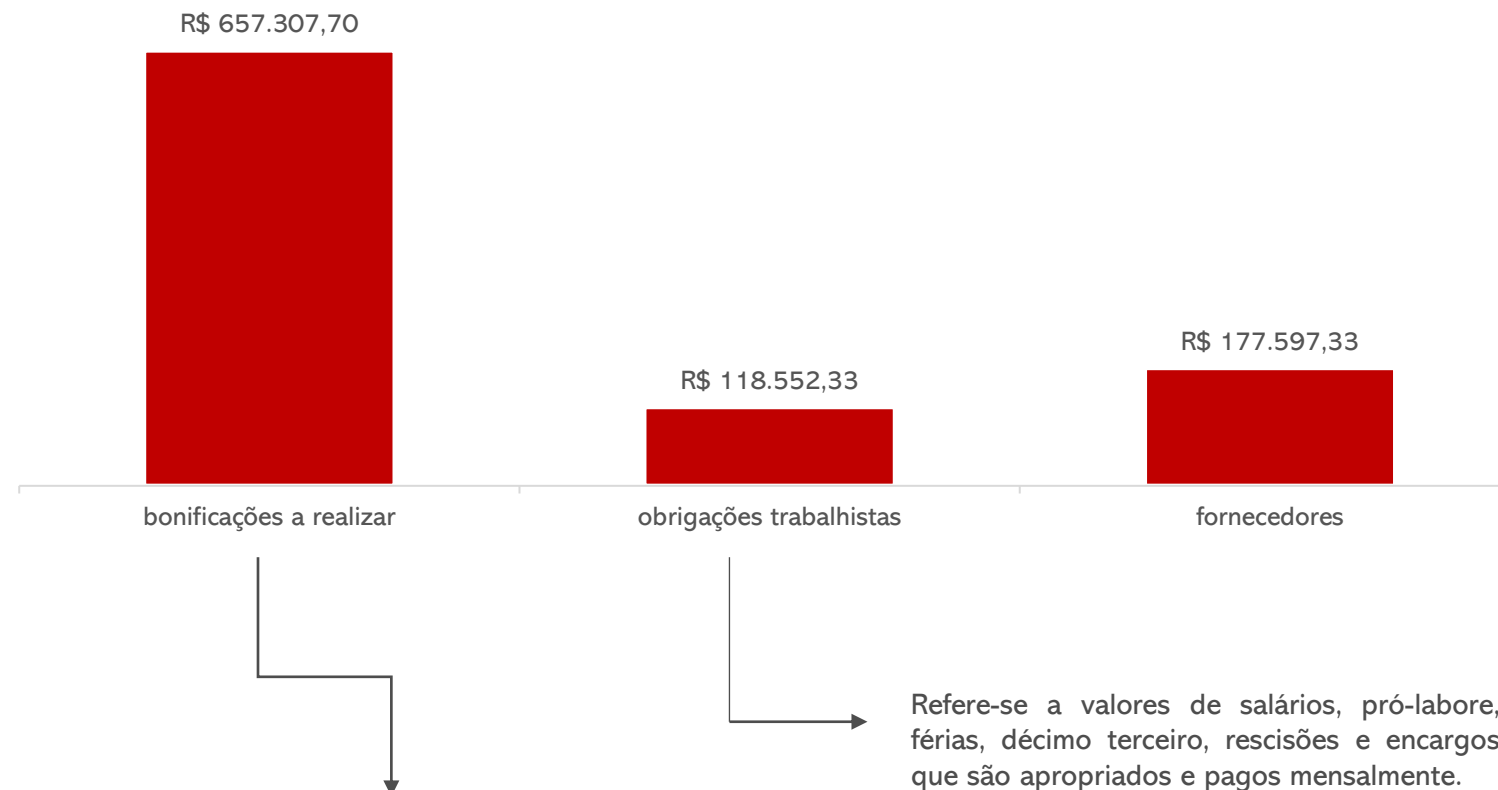 R$ 657.307,70
R$ 177.597,33
R$ 118.552,33
bonificações a realizar
obrigações trabalhistas
fornecedores
Refere-se a valores de salários, pró-labore,
férias, décimo terceiro, rescisões e encargos
que são apropriados e pagos mensalmente.